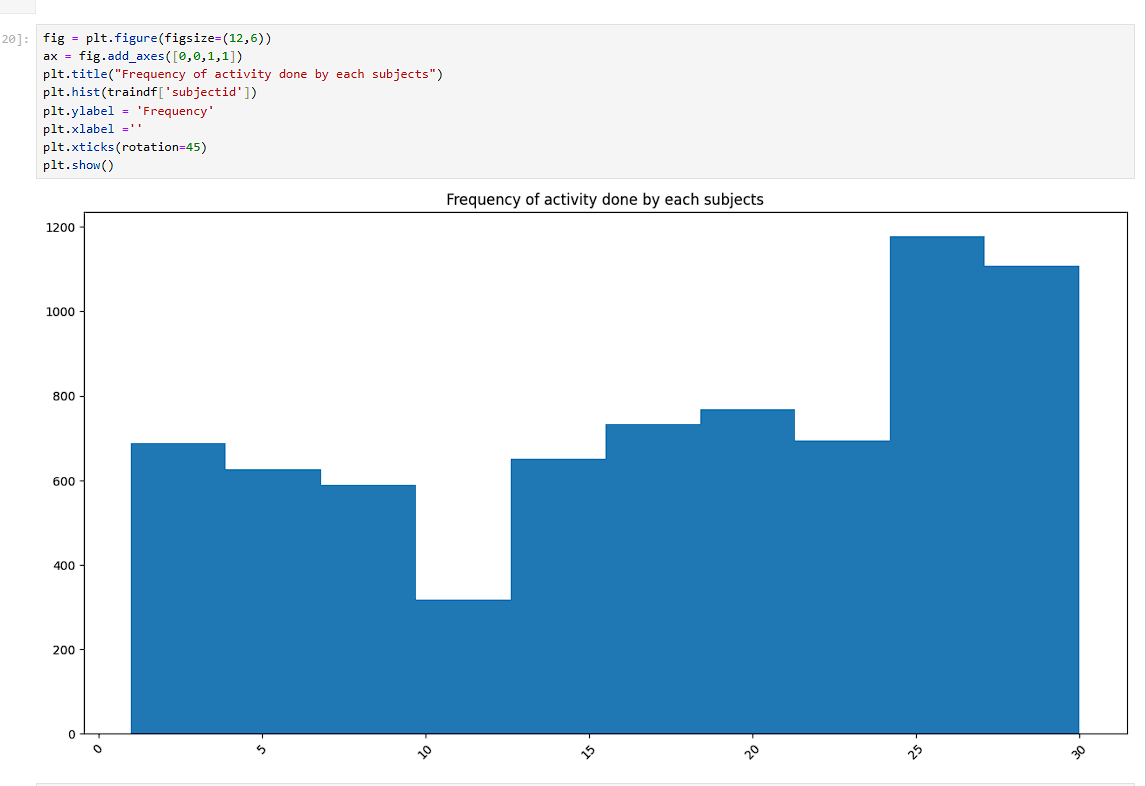 20]:
fig = plt.figure(figsize=(12,6))
ax = fig.add_axes([0,0,1,1])
plt.title("Frequency of activity done by each subjects")
plt.hist(traindf['subjectid'])
plt.ylabel = 'Frequency'
plt.xlabel =''
plt.xticks(rotation=45)
plt.show()
Frequency of activity done by each subjects
1200
1000
800
600
400
200
0
0 5 10 15 20 25 30